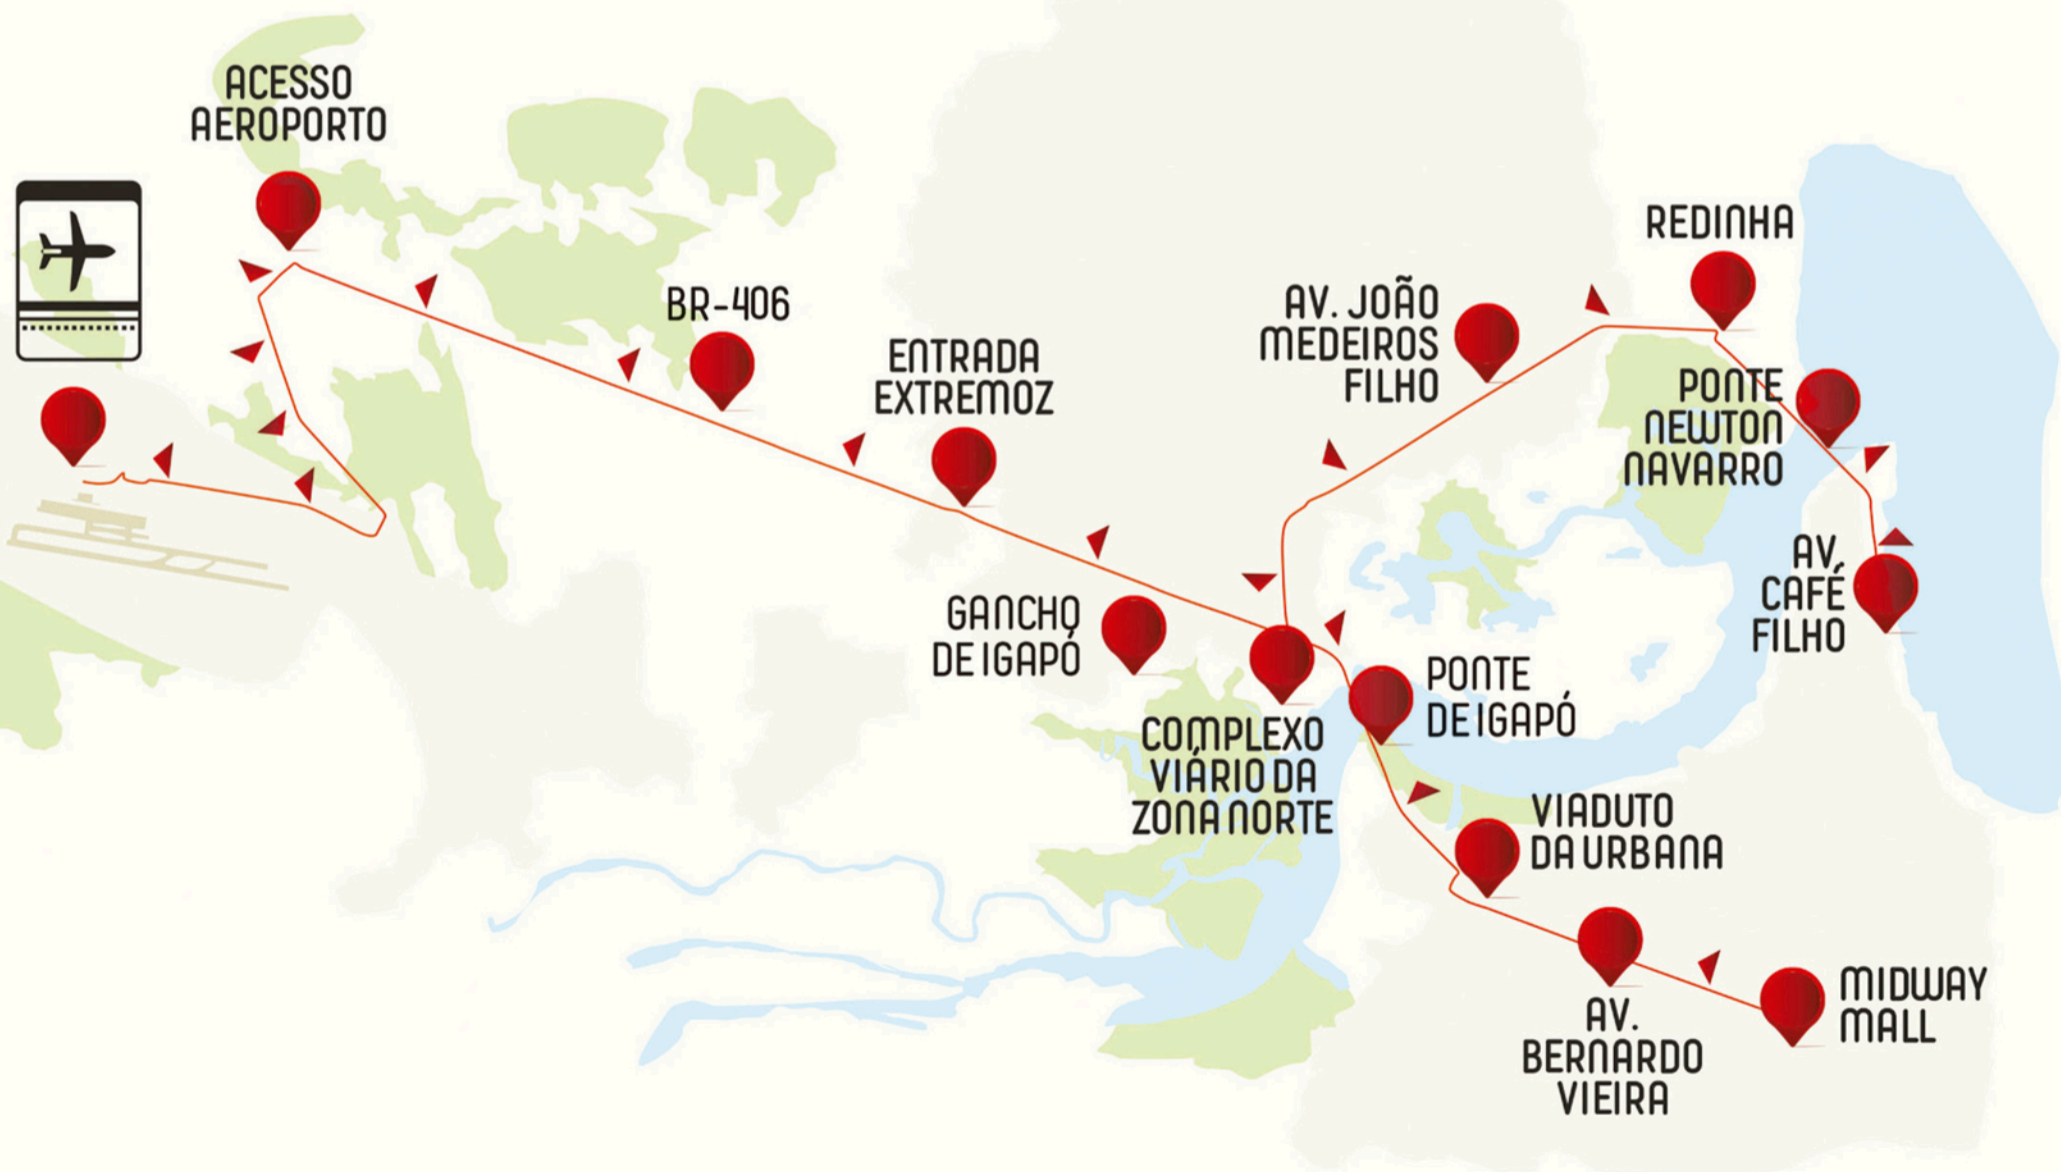 ACESSO
AEROPORTO
BR-406
ENTRADA
EXTREMOZ
GANCHO
DE IGAPÓ
COMPLEXO
VIÁRIO DA
ZONA NORTE
AV. JOÃO
MEDEIROS
FILHO
REDINHA
PONTE
NEWTON
NAVARRO
AV.
CAFÉ
FILHO
PONTE
DE IGAPÓ
VIADUTO
DA URBANA
AV.
BERNARDO
VIEIRA
MIDWAY
MALL